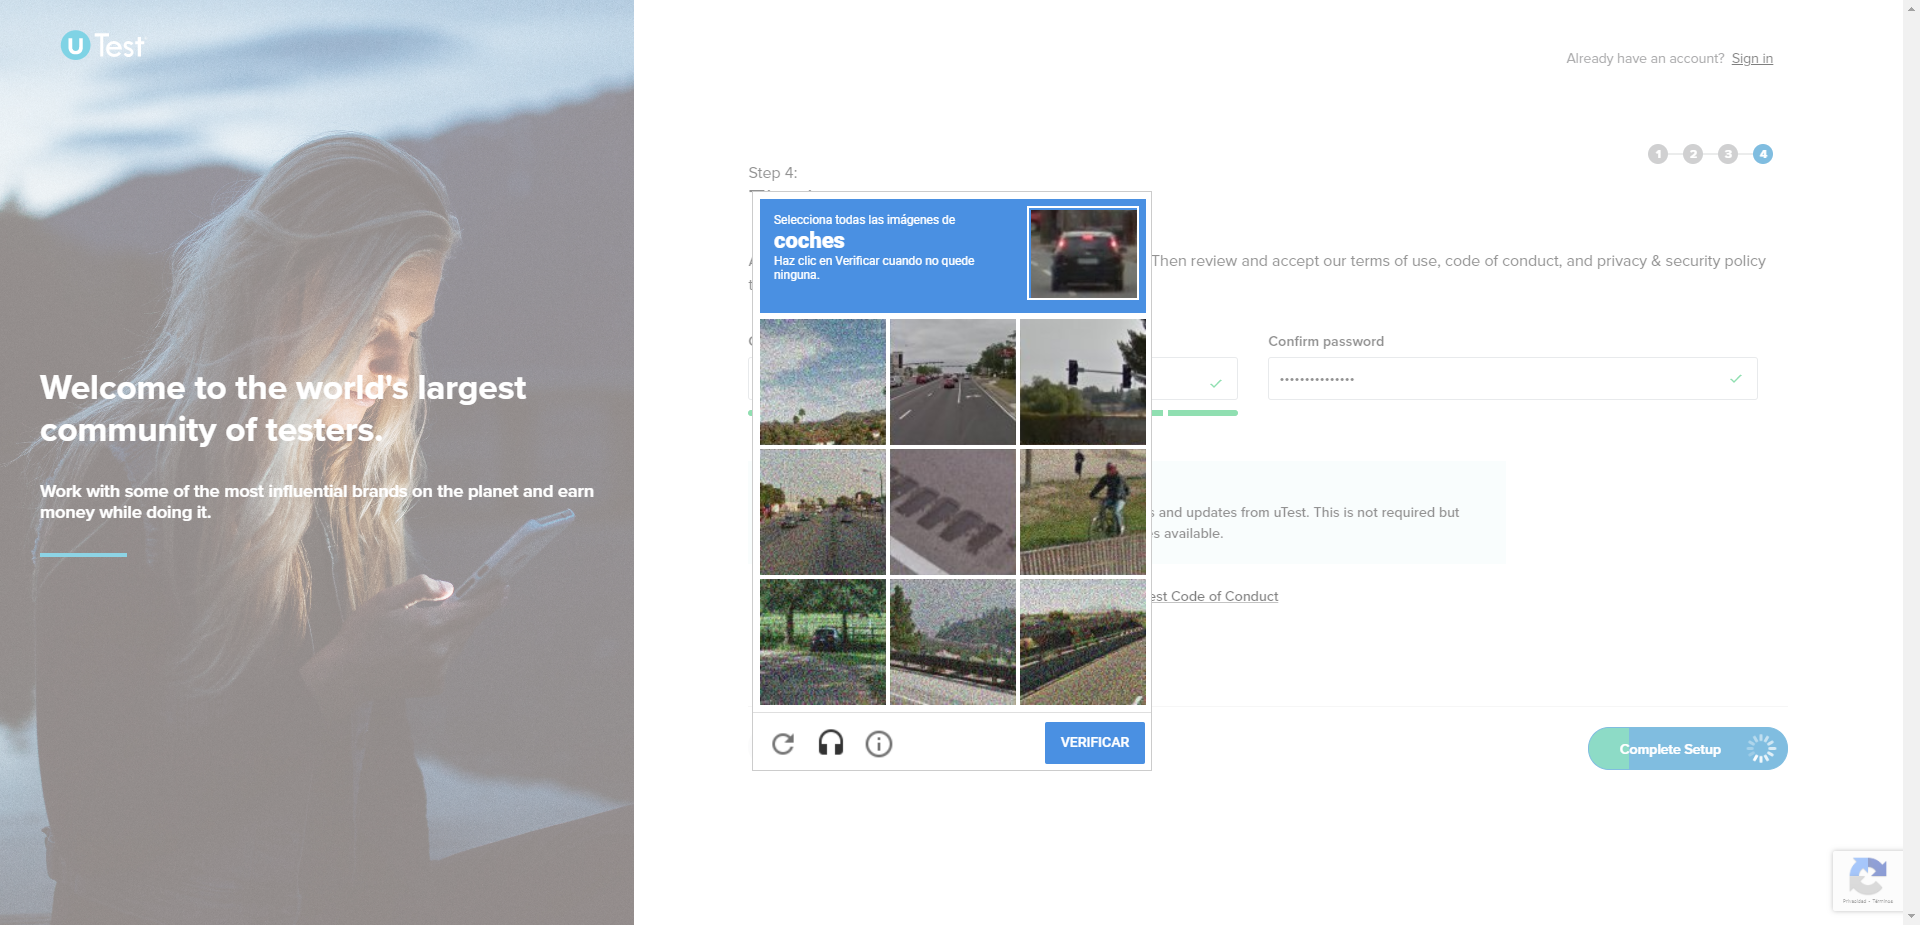 uTest
Already have an account? Sign in
Step 4:
1 2 3 4
Selecciona todas las imágenes de
coches
Haz clic en Verificar cuando no quede
ninguna.
Then review and accept our terms of use, code of conduct, and privacy & security policy
Confirm password
Welcome to the world's largest
community of testers.
Work with some of the most influential brands on the planet and earn
money while doing it.
and updates from uTest. This is not required but
available.
est Code of Conduct
VERIFICAR
Complete Setup
Privacidad - Términos